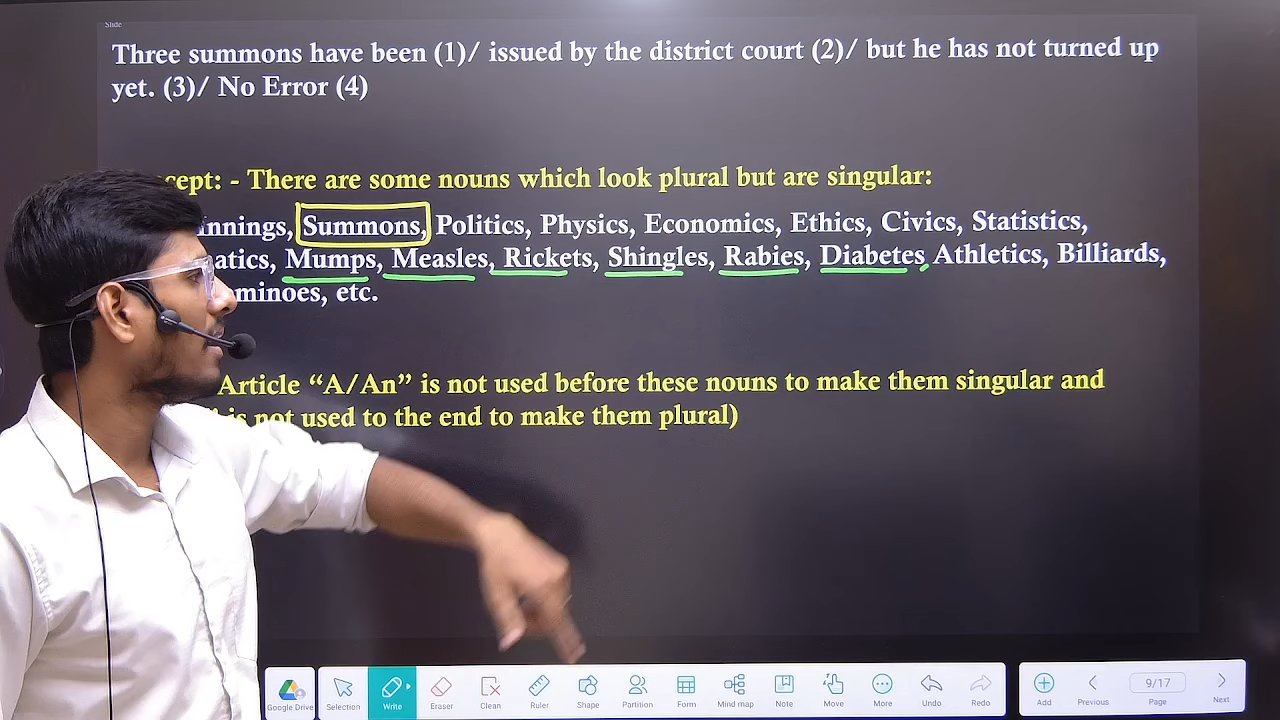 Slide
Three summons have been (1)/ issued by the district court (2)/ but he has not turned up
yet. (3)/ No Error (4)
cept: - There are some nouns which look plural but are singular:
nnings, Summons, Politics, Physics, Economics, Ethics, Civics, Statistics,
atics, Mumps, Measles, Rickets, Shingles, Rabies, Diabetes, Athletics, Billiards,
minoes, etc.
Article “A/An” is not used before these nouns to make them singular and
is not used to the end to make them plural)
Google Drive
Selection
Write
Eraser
Clean
Ruler
Shape
Partition
Form
Mind map
Note
Move
More
Undo
Redo
Add
Previous
9/17
Page
Next